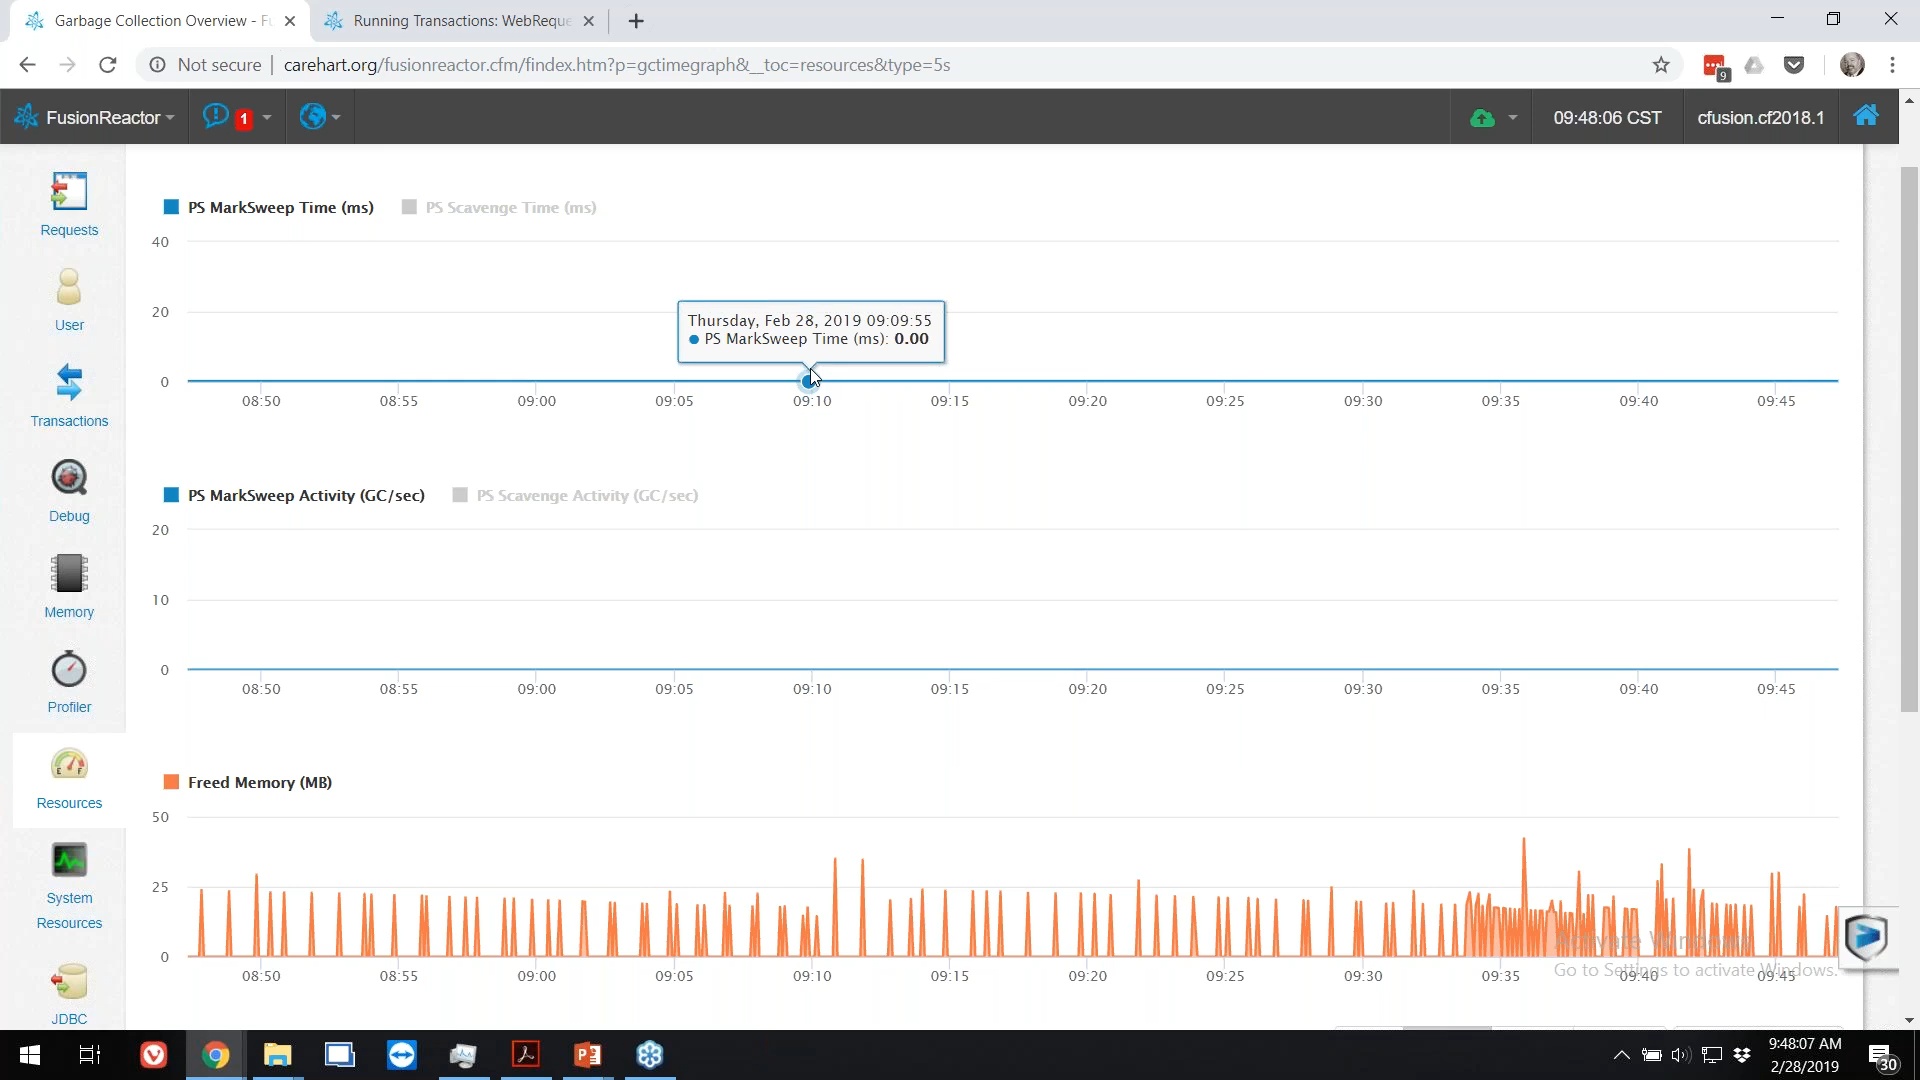 Garbage Collection Overview - F
Running Transactions: WebReque
Not secure
carehart.org/fusionreactor.cfm/findex.htm?p=gctimegraph&__toc=resources&type=5s
9
FusionReactor
1
09:48:06 CST
cfusion.cf2018.1
Requests
User
Transactions
Debug
Memory
Profiler
Resources
System
Resources
JDBC
PS MarkSweep Time (ms)
PS Scavenge Time (ms)
40
20
0
Thursday, Feb 28, 2019 09:09:55
PS MarkSweep Time (ms): 0.00
08:50 08:55 09:00 09:05 09:10 09:15 09:20 09:25 09:30 09:35 09:40 09:45
PS MarkSweep Activity (GC/sec)
PS Scavenge Activity (GC/sec)
20
10
0
08:50 08:55 09:00 09:05 09:10 09:15 09:20 09:25 09:30 09:35 09:40 09:45
Freed Memory (MB)
50
25
0
08:50 08:55 09:00 09:05 09:10 09:15 09:20 09:25 09:30 09:35 09:40 09:45
Activate Windows
Go to Settings to activate Windows.
9:48:07 AM
2/28/2019
30